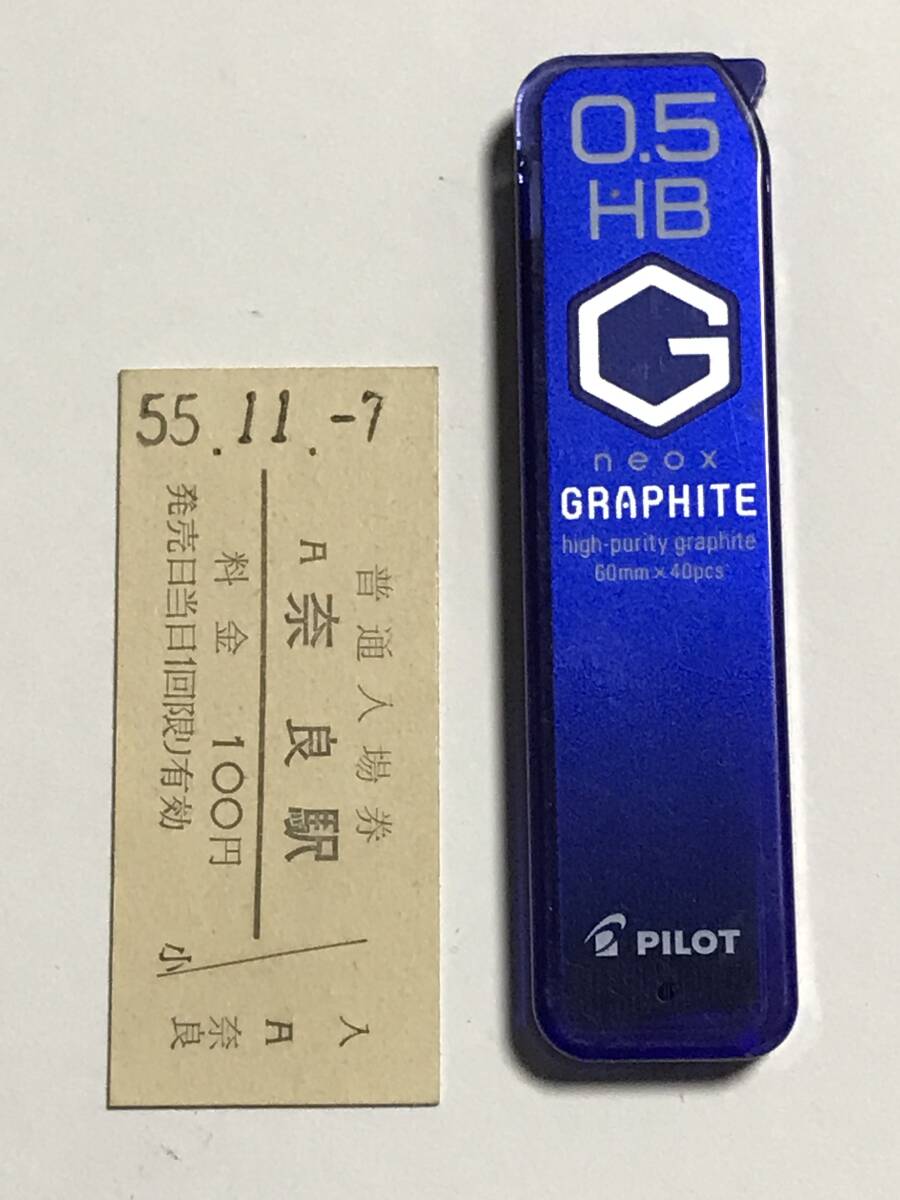 55.11.-7
普通入場券
A 奈良駅
料金 100円
発売日当日1回限り有効
小
入
A
奈良
0.5
HB
G
neox
GRAPHITE
high-purity graphite
60mm×40pcs
PILOT